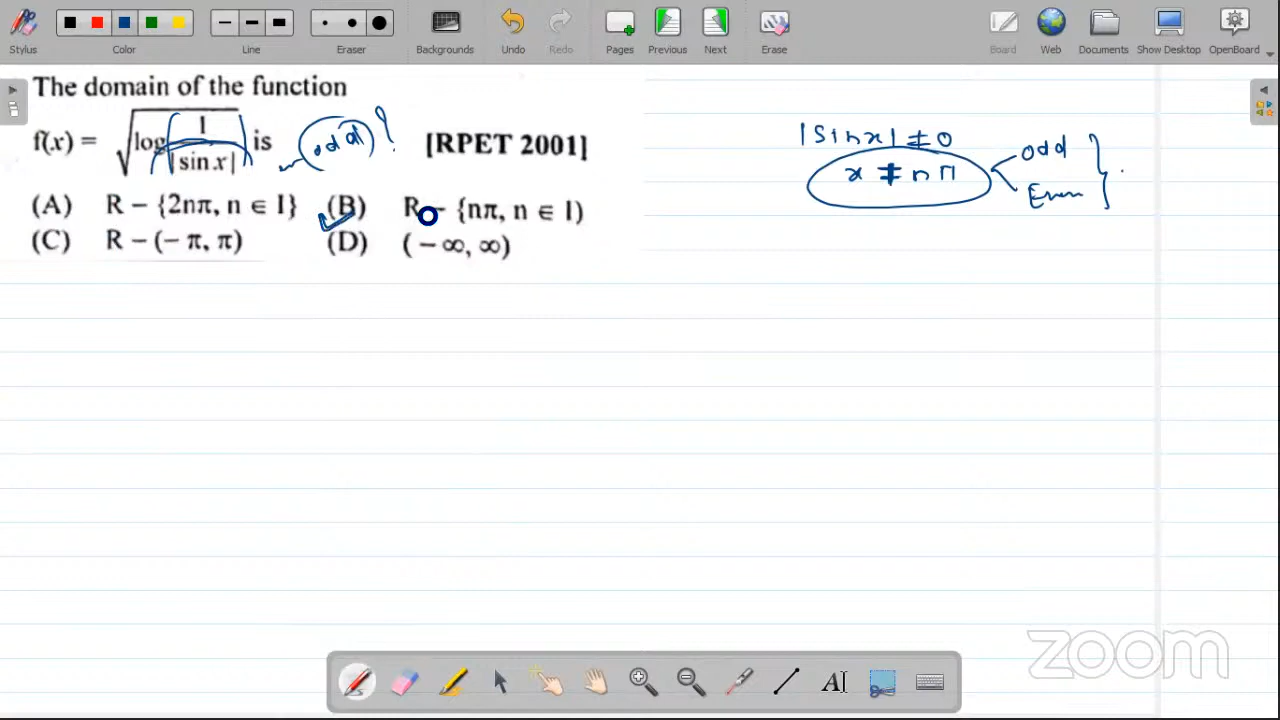 Stylus Color Line Eraser Backgrounds Undo Redo Pages Previous Next Erase Board Web Documents Show Desktop OpenBoard
The domain of the function
f(x) = √log 1/|sin x| is odd ? [RPET 2001]
(A) R – {2nπ, n ∈ I} (B) R – {nπ, n ∈ I)
(C) R – (– π, π) (D) (– ∞, ∞)
|Sinx| ≠ 0
x ≠ nπ
odd
Even
zoom